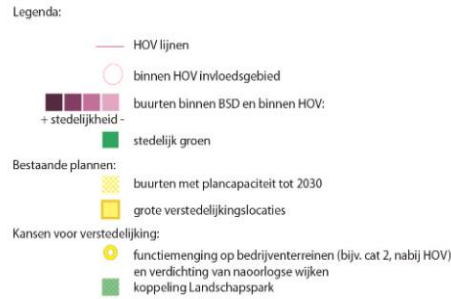 Legenda:
HOV lijnen
binnen HOV invloedsgebied
buurten binnen BSD en binnen HOV:
+ stedelijkheid -
stedelijk groen
Bestaande plannen:
buurten met plancapaciteit tot 2030
grote verstedelijkingslocaties
Kansen voor verstedelijking:
functiemenging op bedrijventerreinen (bijv. cat 2, nabij HOV)
en verdichting van naoorlogse wijken
koppeling Landschapspark